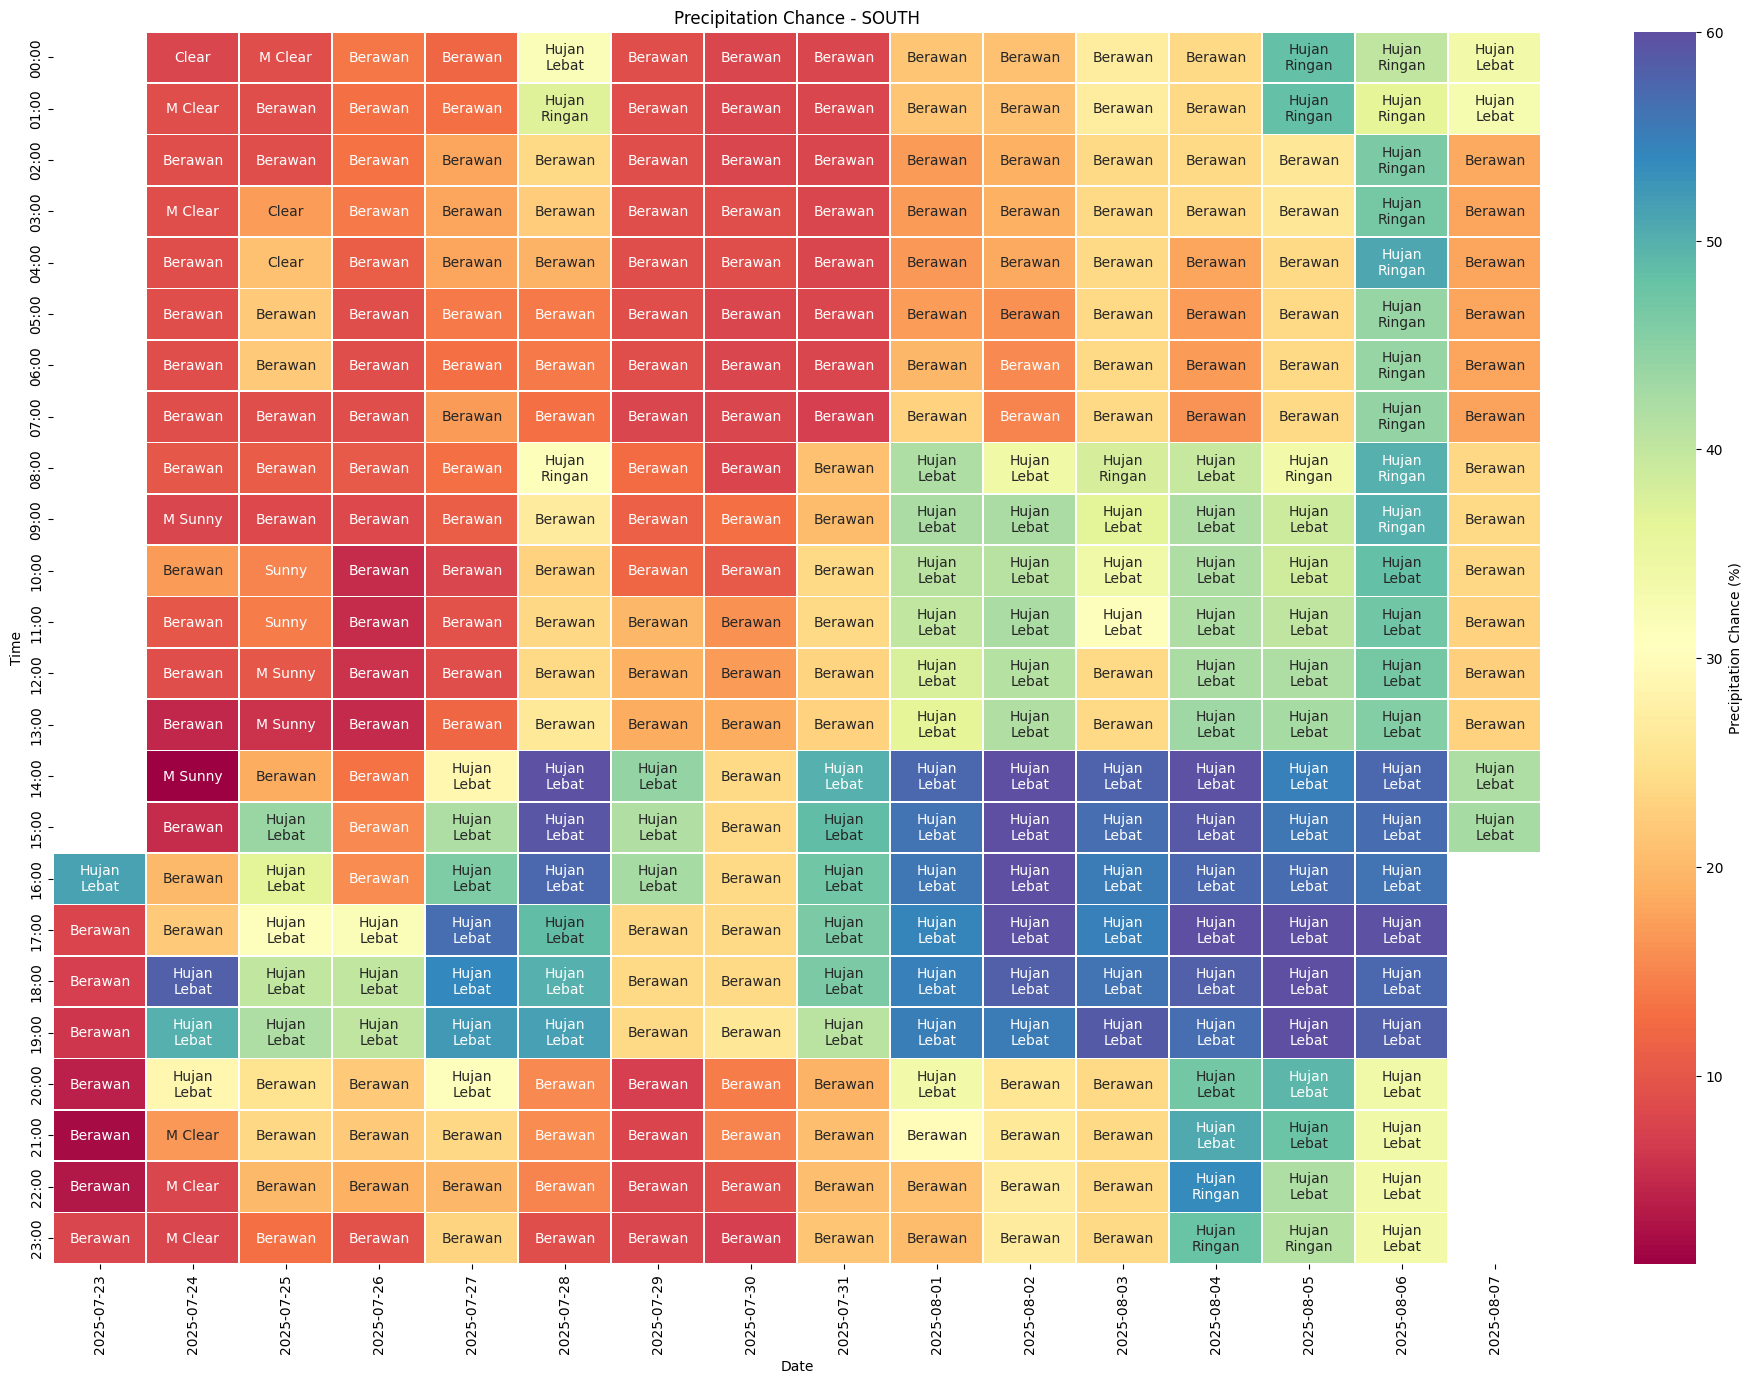 Precipitation Chance - SOUTH
00:00 Clear M Clear Berawan Berawan Hujan Lebat Berawan Berawan Berawan Berawan Berawan Berawan Berawan Hujan Ringan Hujan Ringan Hujan Lebat
01:00 M Clear Berawan Berawan Berawan Hujan Ringan Berawan Berawan Berawan Berawan Berawan Berawan Berawan Hujan Ringan Hujan Ringan Hujan Lebat
02:00 Berawan Berawan Berawan Berawan Berawan Berawan Berawan Berawan Berawan Berawan Berawan Berawan Berawan Hujan Ringan Berawan
03:00 M Clear Clear Berawan Berawan Berawan Berawan Berawan Berawan Berawan Berawan Berawan Berawan Berawan Hujan Ringan Berawan
04:00 Berawan Clear Berawan Berawan Berawan Berawan Berawan Berawan Berawan Berawan Berawan Berawan Berawan Hujan Ringan Berawan
05:00 Berawan Berawan Berawan Berawan Berawan Berawan Berawan Berawan Berawan Berawan Berawan Berawan Berawan Hujan Ringan Berawan
06:00 Berawan Berawan Berawan Berawan Berawan Berawan Berawan Berawan Berawan Berawan Berawan Berawan Berawan Hujan Ringan Berawan
07:00 Berawan Berawan Berawan Berawan Berawan Berawan Berawan Berawan Berawan Berawan Berawan Berawan Berawan Hujan Ringan Berawan
08:00 Berawan Berawan Berawan Berawan Hujan Ringan Berawan Berawan Berawan Hujan Lebat Hujan Lebat Hujan Ringan Hujan Lebat Hujan Ringan Hujan Ringan Berawan
09:00 M Sunny Berawan Berawan Berawan Berawan Berawan Berawan Berawan Hujan Lebat Hujan Lebat Hujan Lebat Hujan Lebat Hujan Lebat Hujan Ringan Berawan
10:00 Berawan Sunny Berawan Berawan Berawan Berawan Berawan Berawan Hujan Lebat Hujan Lebat Hujan Lebat Hujan Lebat Hujan Lebat Hujan Lebat Berawan
11:00 Berawan Sunny Berawan Berawan Berawan Berawan Berawan Berawan Hujan Lebat Hujan Lebat Hujan Lebat Hujan Lebat Hujan Lebat Hujan Lebat Berawan
12:00 Berawan M Sunny Berawan Berawan Berawan Berawan Berawan Berawan Hujan Lebat Hujan Lebat Berawan Hujan Lebat Hujan Lebat Hujan Lebat Berawan
13:00 Berawan M Sunny Berawan Berawan Berawan Berawan Berawan Berawan Hujan Lebat Hujan Lebat Berawan Hujan Lebat Hujan Lebat Hujan Lebat Berawan
14:00 M Sunny Berawan Berawan Hujan Lebat Hujan Lebat Hujan Lebat Berawan Hujan Lebat Hujan Lebat Hujan Lebat Hujan Lebat Hujan Lebat Hujan Lebat Hujan Lebat Hujan Lebat
15:00 Berawan Hujan Lebat Berawan Hujan Lebat Hujan Lebat Hujan Lebat Berawan Hujan Lebat Hujan Lebat Hujan Lebat Hujan Lebat Hujan Lebat Hujan Lebat Hujan Lebat Hujan Lebat
16:00 Hujan Lebat Berawan Hujan Lebat Berawan Hujan Lebat Hujan Lebat Hujan Lebat Berawan Hujan Lebat Hujan Lebat Hujan Lebat Hujan Lebat Hujan Lebat Hujan Lebat Hujan Lebat
17:00 Berawan Berawan Hujan Lebat Hujan Lebat Hujan Lebat Hujan Lebat Berawan Berawan Hujan Lebat Hujan Lebat Hujan Lebat Hujan Lebat Hujan Lebat Hujan Lebat Hujan Lebat
18:00 Berawan Hujan Lebat Hujan Lebat Hujan Lebat Hujan Lebat Hujan Lebat Berawan Berawan Hujan Lebat Hujan Lebat Hujan Lebat Hujan Lebat Hujan Lebat Hujan Lebat Hujan Lebat
19:00 Berawan Hujan Lebat Hujan Lebat Hujan Lebat Hujan Lebat Hujan Lebat Berawan Berawan Hujan Lebat Hujan Lebat Hujan Lebat Hujan Lebat Hujan Lebat Hujan Lebat Hujan Lebat
20:00 Berawan Hujan Lebat Berawan Berawan Hujan Lebat Berawan Berawan Berawan Berawan Hujan Lebat Berawan Berawan Hujan Lebat Hujan Lebat Hujan Lebat
21:00 Berawan M Clear Berawan Berawan Berawan Berawan Berawan Berawan Berawan Berawan Berawan Berawan Hujan Lebat Hujan Lebat Hujan Lebat
22:00 Berawan M Clear Berawan Berawan Berawan Berawan Berawan Berawan Berawan Berawan Berawan Berawan Hujan Ringan Hujan Lebat Hujan Lebat
23:00 Berawan M Clear Berawan Berawan Berawan Berawan Berawan Berawan Berawan Berawan Berawan Berawan Hujan Ringan Hujan Ringan Hujan Lebat
Time
2025-07-23 2025-07-24 2025-07-25 2025-07-26 2025-07-27 2025-07-28 2025-07-29 2025-07-30 2025-07-31 2025-08-01 2025-08-02 2025-08-03 2025-08-04 2025-08-05 2025-08-06 2025-08-07
Date
60
50
40
30
20
10
Precipitation Chance (%)